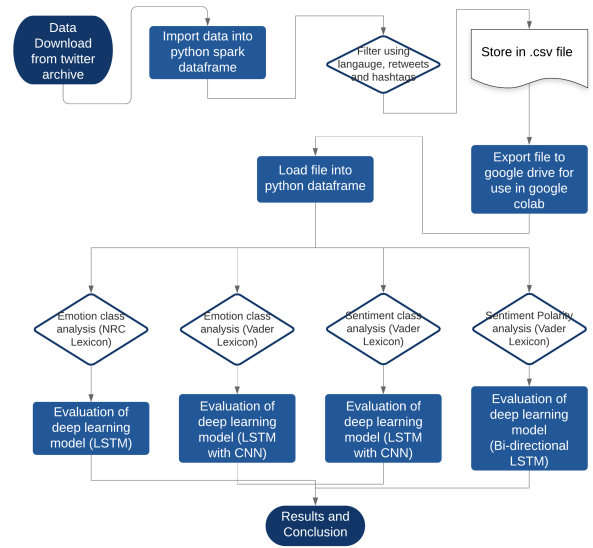 Data
Download
from twitter
archive
Import data into
python spark
dataframe
Filter using
langauge, retweets
and hashtags
Store in .csv file
Export file to
google drive for
use in google
colab
Load file into
python dataframe
Emotion class
analysis (NRC
Lexicon)
Emotion class
analysis (Vader
Lexicon)
Sentiment class
analysis (Vader
Lexicon)
Sentiment Polarity
analysis (Vader
Lexicon)
Evaluation of
deep learning
model (LSTM)
Evaluation of
deep learning
model (LSTM
with CNN)
Evaluation of
deep learning
model (LSTM
with CNN)
Evaluation of
deep learning
model
(Bi-directional
LSTM)
Results and
Conclusion